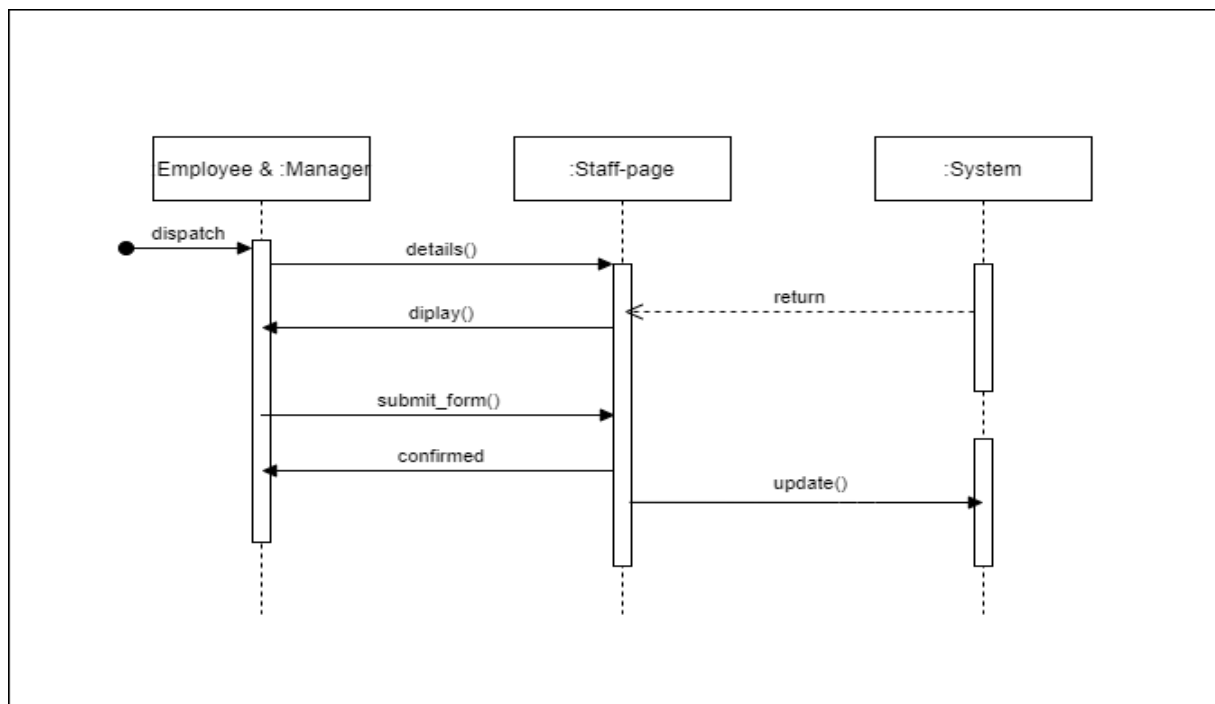 :Employee & :Manager
:Staff-page
:System
dispatch
details()
return
diplay()
submit_form()
confirmed
update()